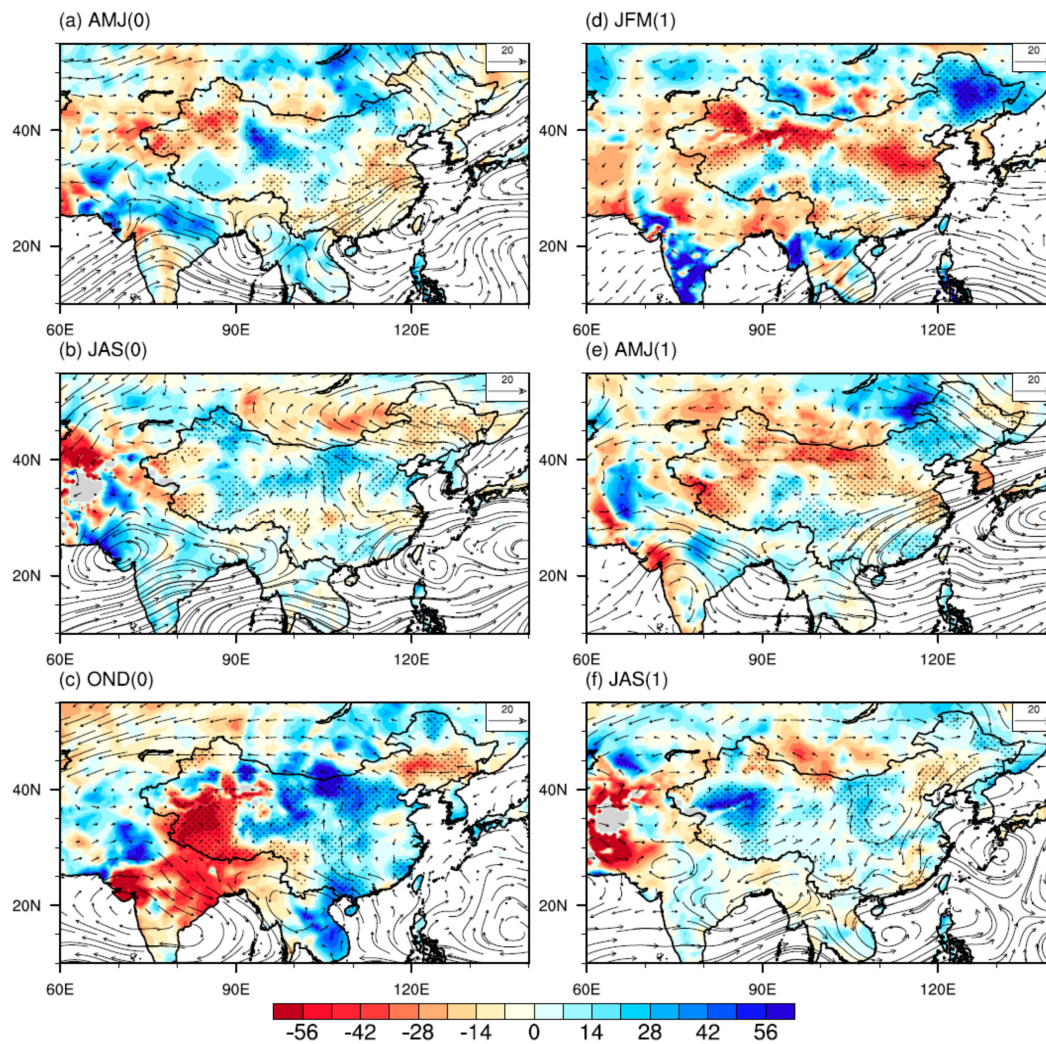 (a) AMJ(0)
(d) JFM(1)
20
20
40N
40N
20N
20N
60E
90E
120E
60E
90E
120E
(b) JAS(0)
(e) AMJ(1)
20
20
40N
40N
20N
20N
60E
90E
120E
60E
90E
120E
(c) OND(0)
(f) JAS(1)
20
20
40N
40N
20N
20N
60E
90E
120E
60E
90E
120E
-56 -42 -28 -14 0 14 28 42 56